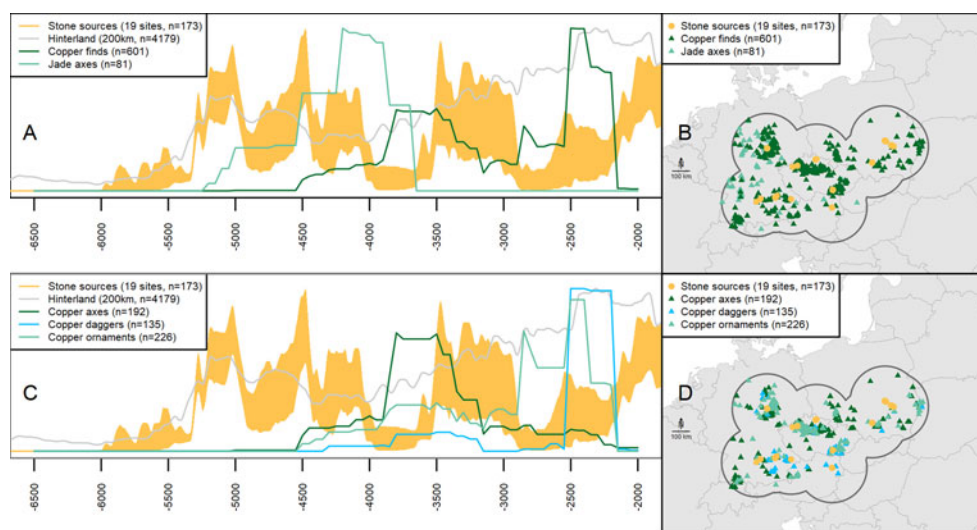 Stone sources (19 sites, n=173)
Hinterland (200km, n=4179)
Copper finds (n=601)
Jade axes (n=81)
A
-6500
-6000
-5500
-5000
-4500
-4000
-3500
-3000
-2500
-2000
Stone sources (19 sites, n=173)
Copper finds (n=601)
Jade axes (n=81)
B
100 km
Stone sources (19 sites, n=173)
Hinterland (200km, n=4179)
Copper axes (n=192)
Copper daggers (n=135)
Copper ornaments (n=226)
C
-6500
-6000
-5500
-5000
-4500
-4000
-3500
-3000
-2500
-2000
Stone sources (19 sites, n=173)
Copper axes (n=192)
Copper daggers (n=135)
Copper ornaments (n=226)
D
100 km